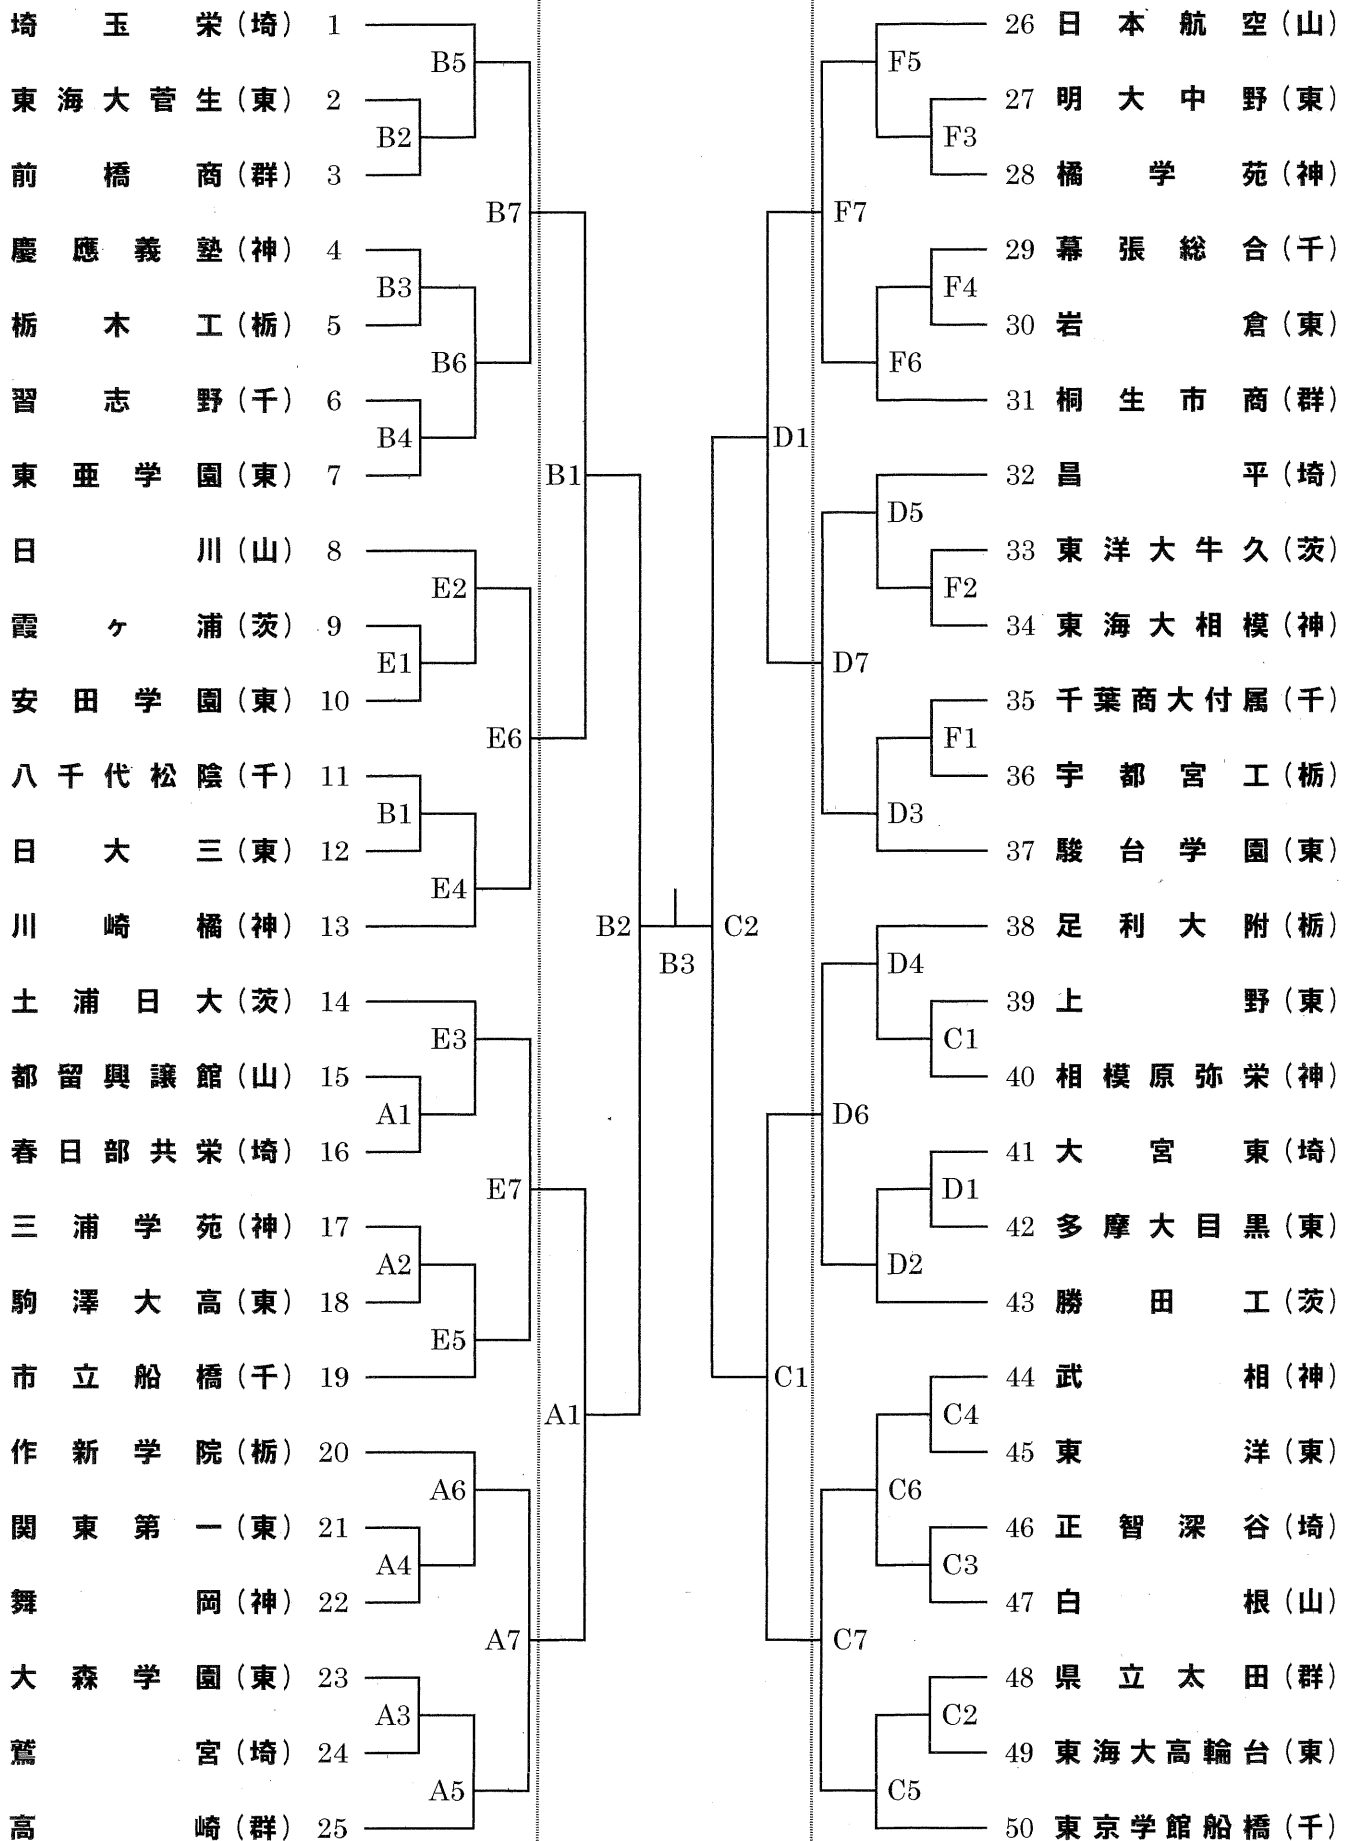 埼玉栄(埼) 1
B5
東海大菅生(東) 2
B2
前橋商(群) 3
B7
慶應義塾(神) 4
B3
栃木工(栃) 5
B6
習志野(千) 6
B4
東亜学園(東) 7
B1
日川(山) 8
E2
霞ヶ浦(茨) 9
E1
安田学園(東) 10
E6
八千代松陰(千) 11
B1
日大三(東) 12
E4
川崎橘(神) 13
B2
土浦日大(茨) 14
E3
都留興譲館(山) 15
A1
春日部共栄(埼) 16
E7
三浦学苑(神) 17
A2
駒澤大高(東) 18
E5
市立船橋(千) 19
A1
作新学院(栃) 20
A6
関東第一(東) 21
A4
舞岡(神) 22
A7
大森学園(東) 23
A3
鷲宮(埼) 24
A5
高崎(群) 25
B3
26 日本航空(山)
F5
27 明大中野(東)
F3
28 橘学苑(神)
F7
29 幕張総合(千)
F4
30 岩倉(東)
F6
31 桐生市商(群)
D1
32 昌平(埼)
D5
33 東洋大牛久(茨)
F2
34 東海大相模(神)
D7
35 千葉商大付属(千)
F1
36 宇都宮工(栃)
D3
37 駿台学園(東)
C2
38 足利大附(栃)
D4
39 上野(東)
C1
40 相模原弥栄(神)
D6
41 大宮東(埼)
D1
42 多摩大目黒(東)
D2
43 勝田工(茨)
C1
44 武相(神)
C4
45 東洋(東)
C6
46 正智深谷(埼)
C3
47 白根(山)
C7
48 県立太田(群)
C2
49 東海大高輪台(東)
C5
50 東京学館船橋(千)